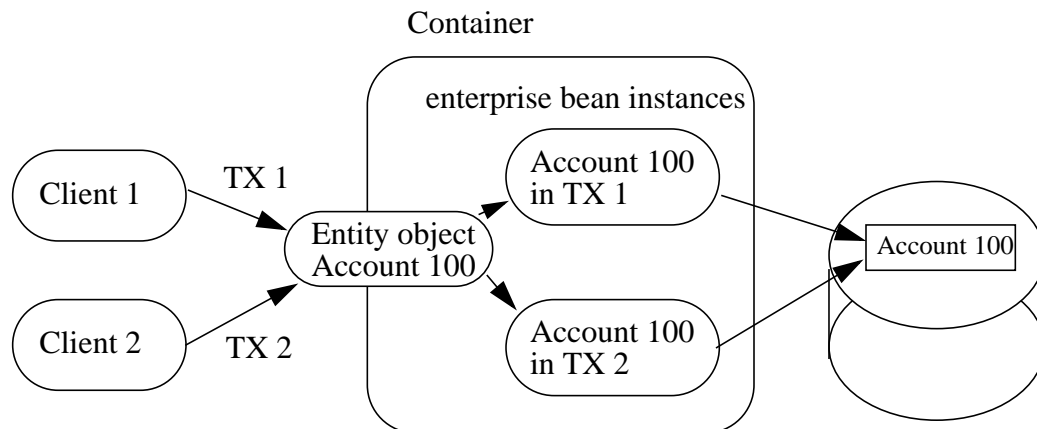 Container
enterprise bean instances
Client 1
TX 1
Entity object
Account 100
Account 100
in TX 1
Account 100
Client 2
TX 2
Account 100
in TX 2